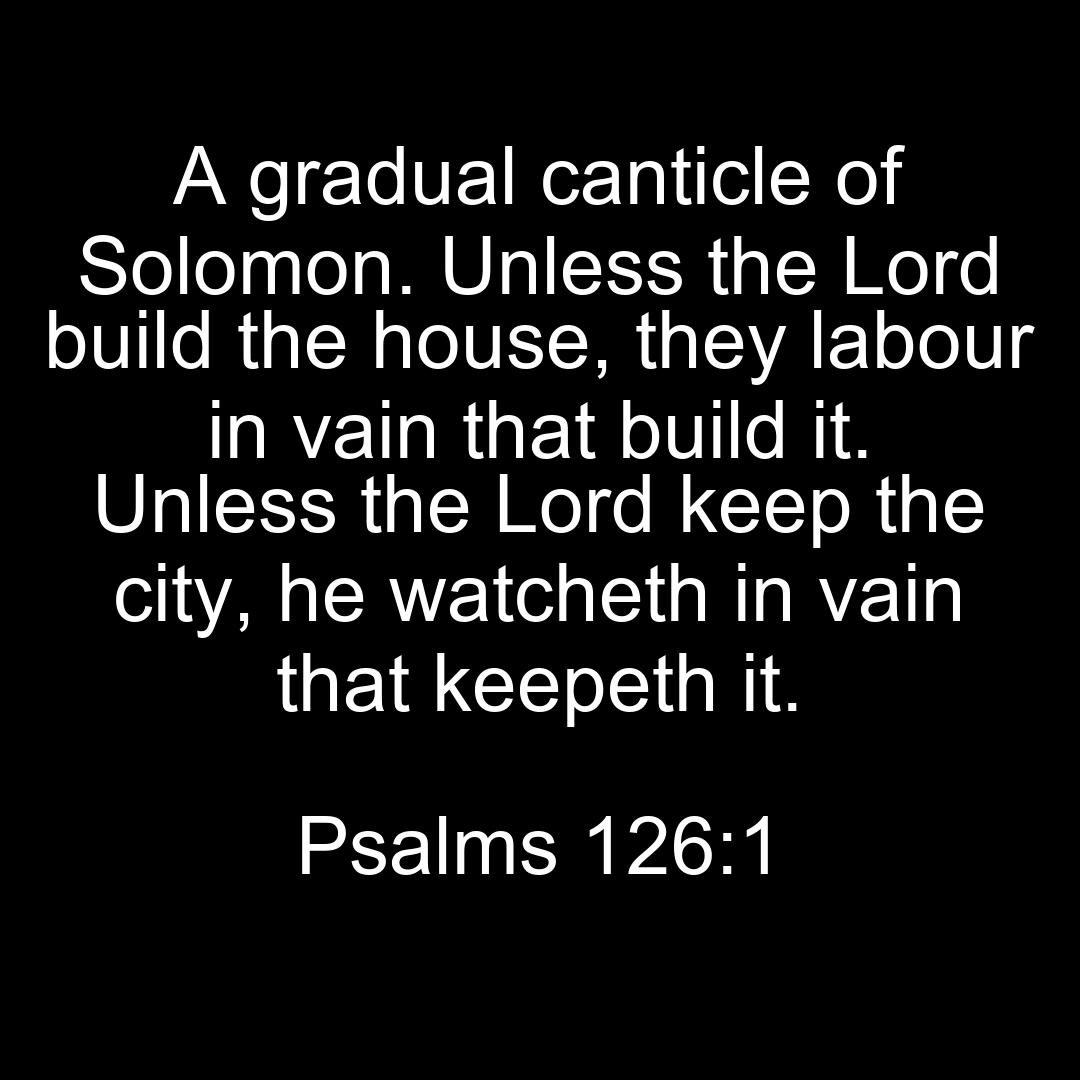 A gradual canticle of
Solomon. Unless the Lord
build the house, they labour
in vain that build it.
Unless the Lord keep the
city, he watcheth in vain
that keepeth it.
Psalms 126:1